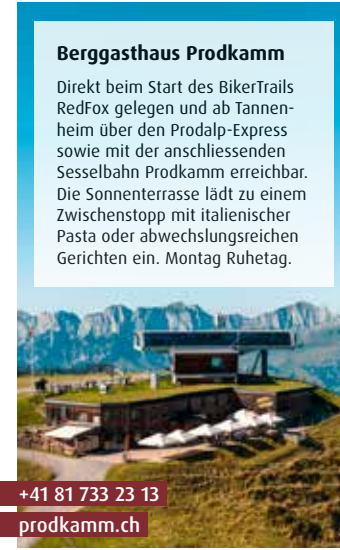 Berggasthaus Prodkamm
Direkt beim Start des BikerTrails
RedFox gelegen und ab Tannen-
heim über den Prodalp-Express
sowie mit der anschliessenden
Sesselbahn Prodkamm erreichbar.
Die Sonnenterrasse lädt zu einem
Zwischenstopp mit italienischer
Pasta oder abwechslungsreichen
Gerichten ein. Montag Ruhetag.
+41 81 733 23 13
prodkamm.ch